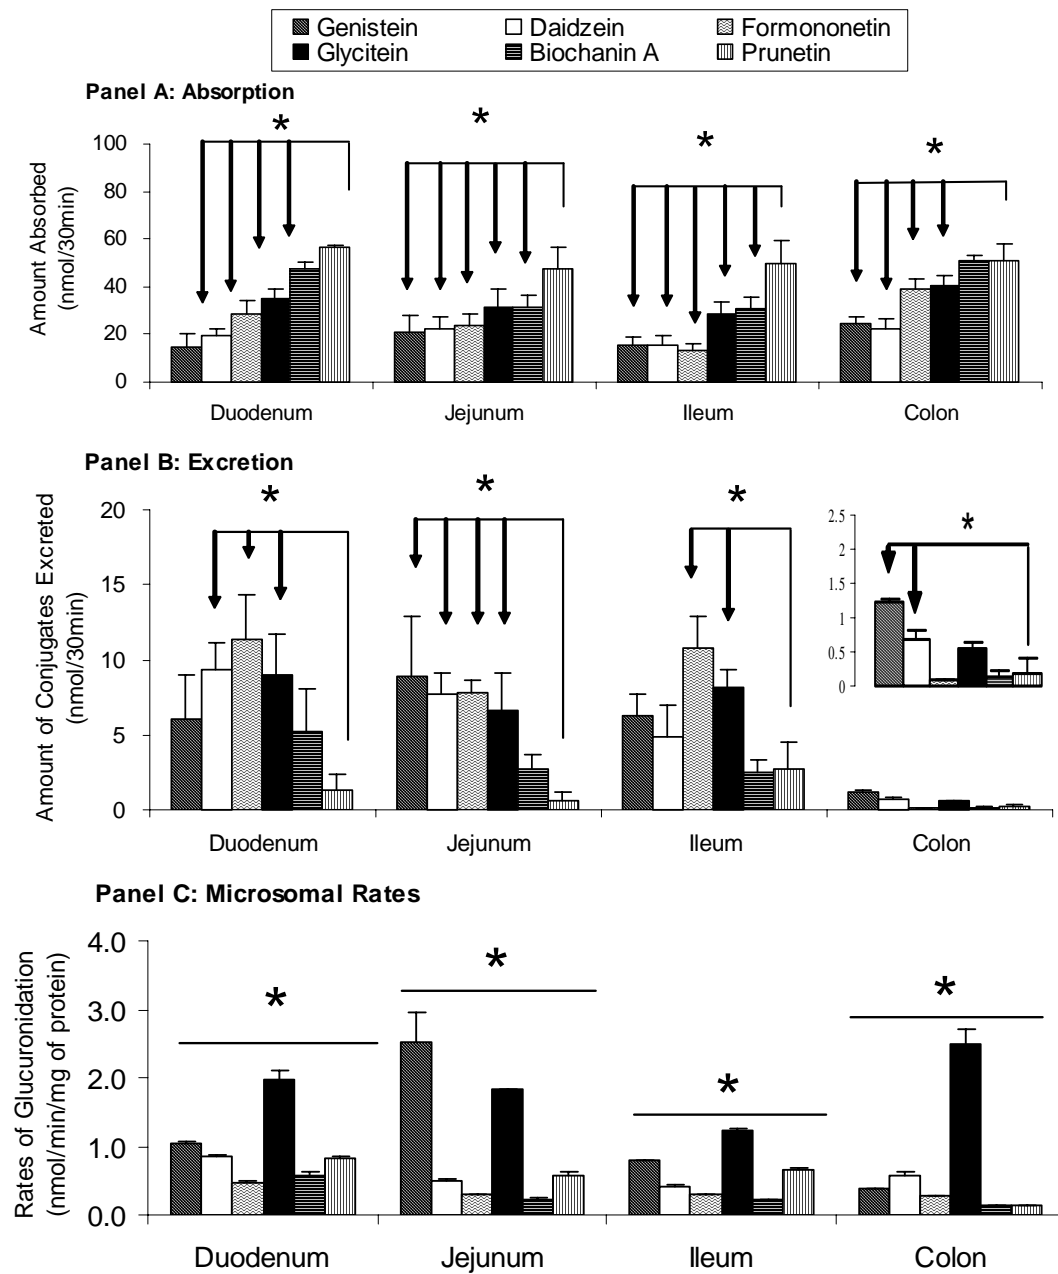 Genistein Daidzein Formononetin
Glycitein Biochanin A Prunetin
Panel A: Absorption
Amount Absorbed
(nmol/30min)
100
80
60
40
20
0
* * * *
Duodenum Jejunum Ileum Colon
Panel B: Excretion
Amount of Conjugates Excreted
(nmol/30min)
20
15
10
5
0
* * *
2.5
2
1.5
1
0.5
0
*
Duodenum Jejunum Ileum Colon
Panel C: Microsomal Rates
Rates of Glucuronidation
(nmol/min/mg of protein)
4.0
3.0
2.0
1.0
0.0
* * * *
Duodenum Jejunum Ileum Colon